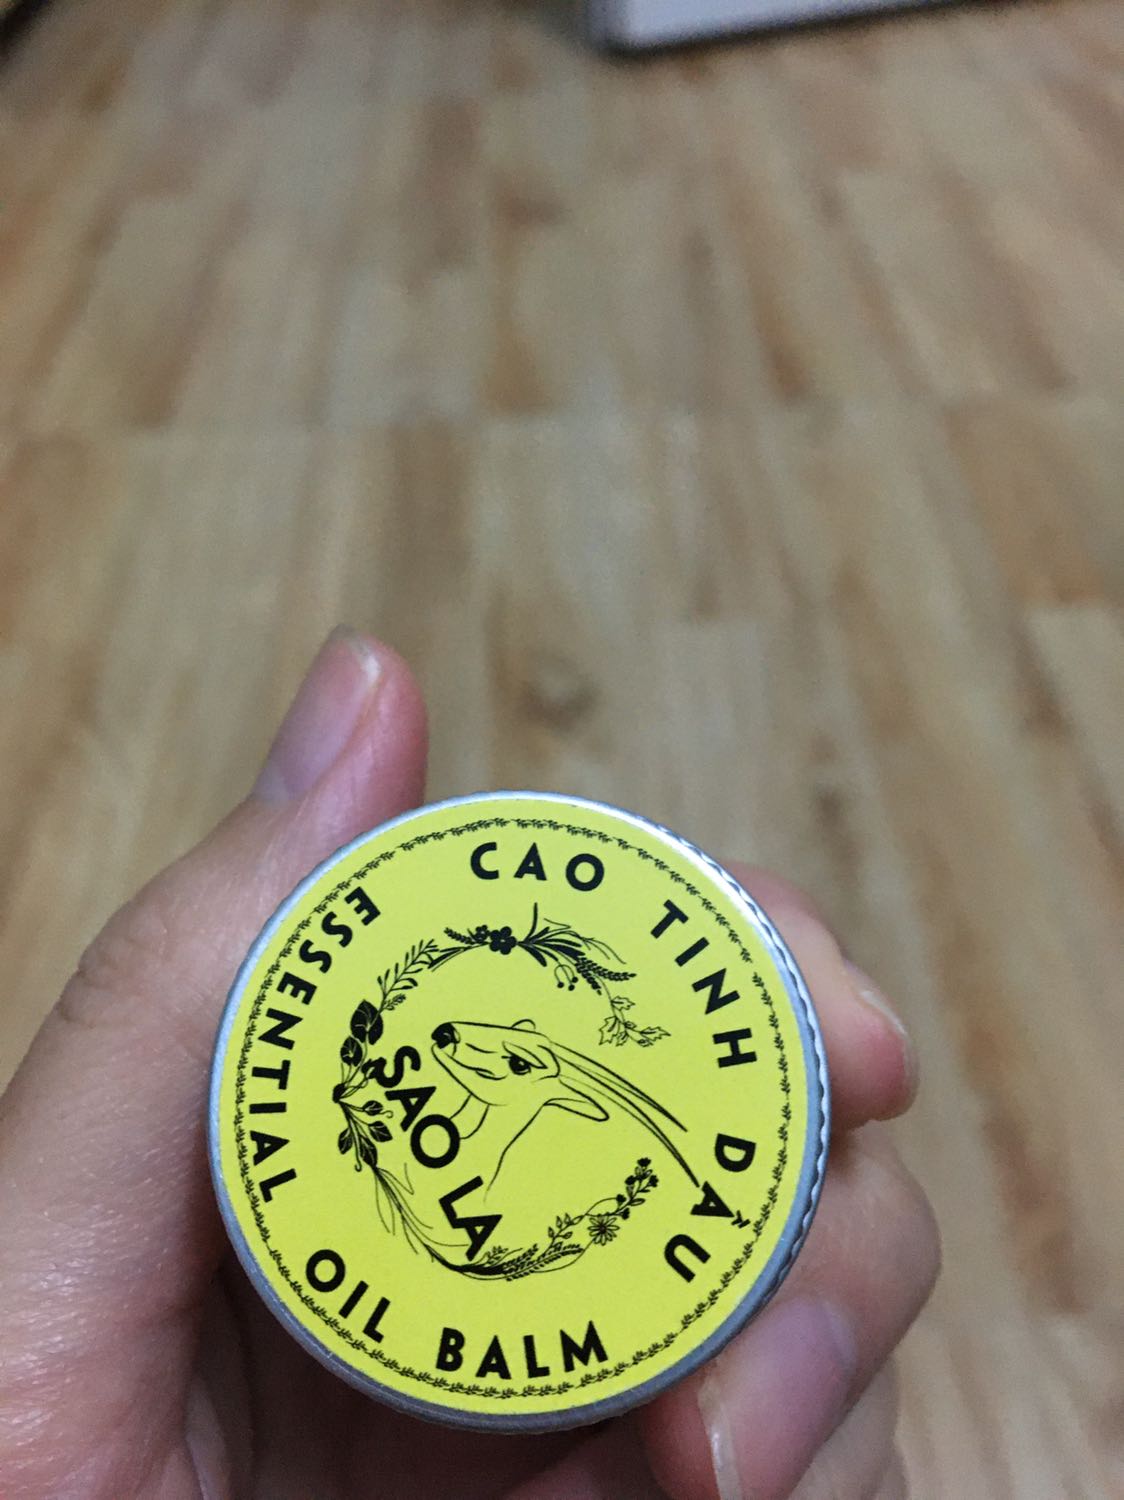 CAO TINH DẦU
SAO LA
ESSENTIAL OIL BALM